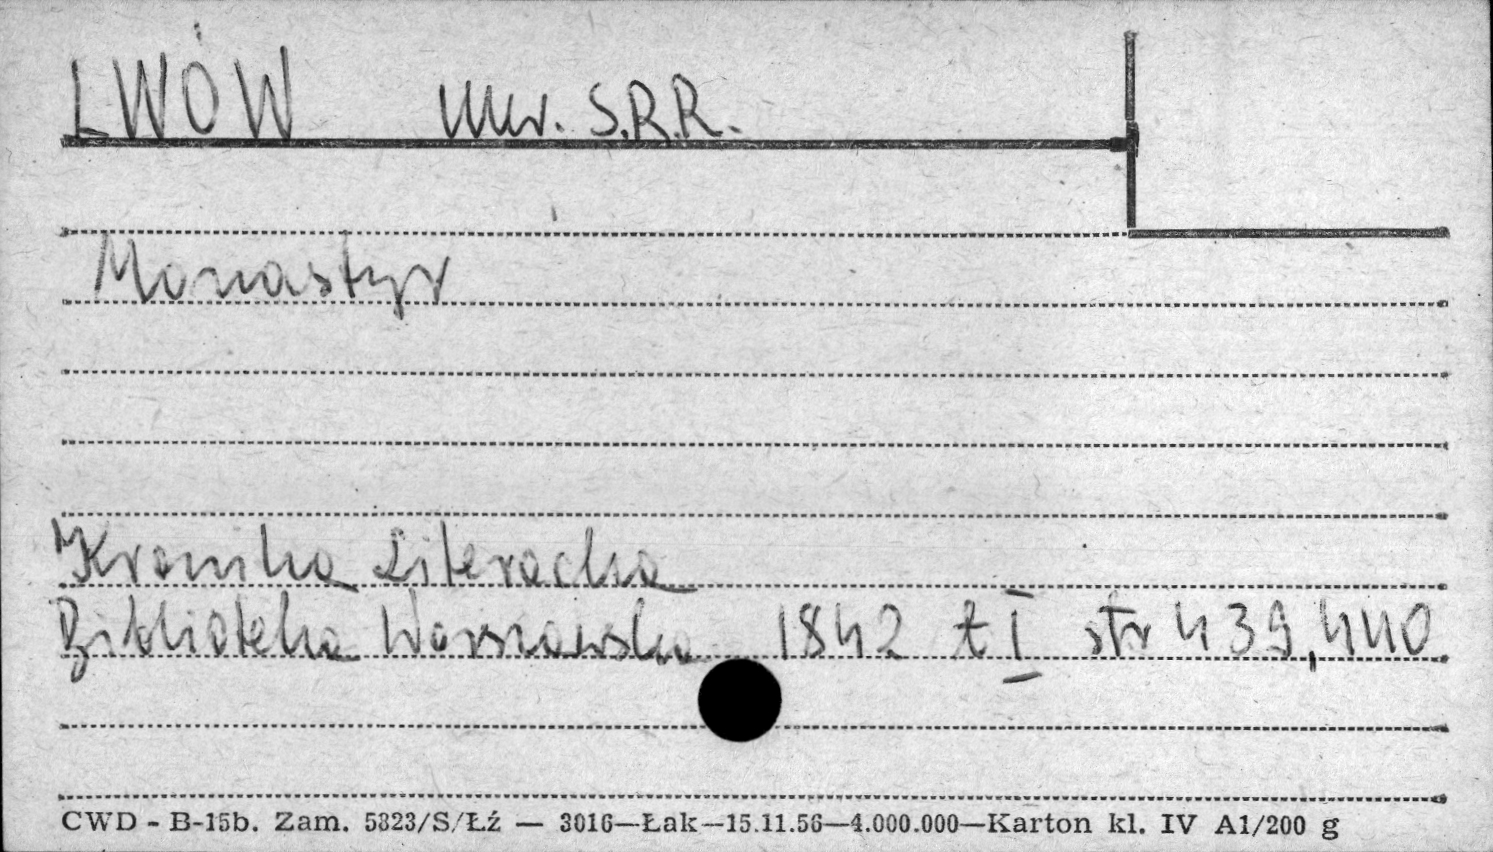 LWÓW Ukr. S.R.R.
Monastyr
Kronika Literacka
Biblioteka Warszawska 1842 t I str 439, 440
CWD - B-15b. Zam. 5823/S/Łź — 3016—Łak—15.11.56—4.000.000—Karton kl. IV A1/200 g